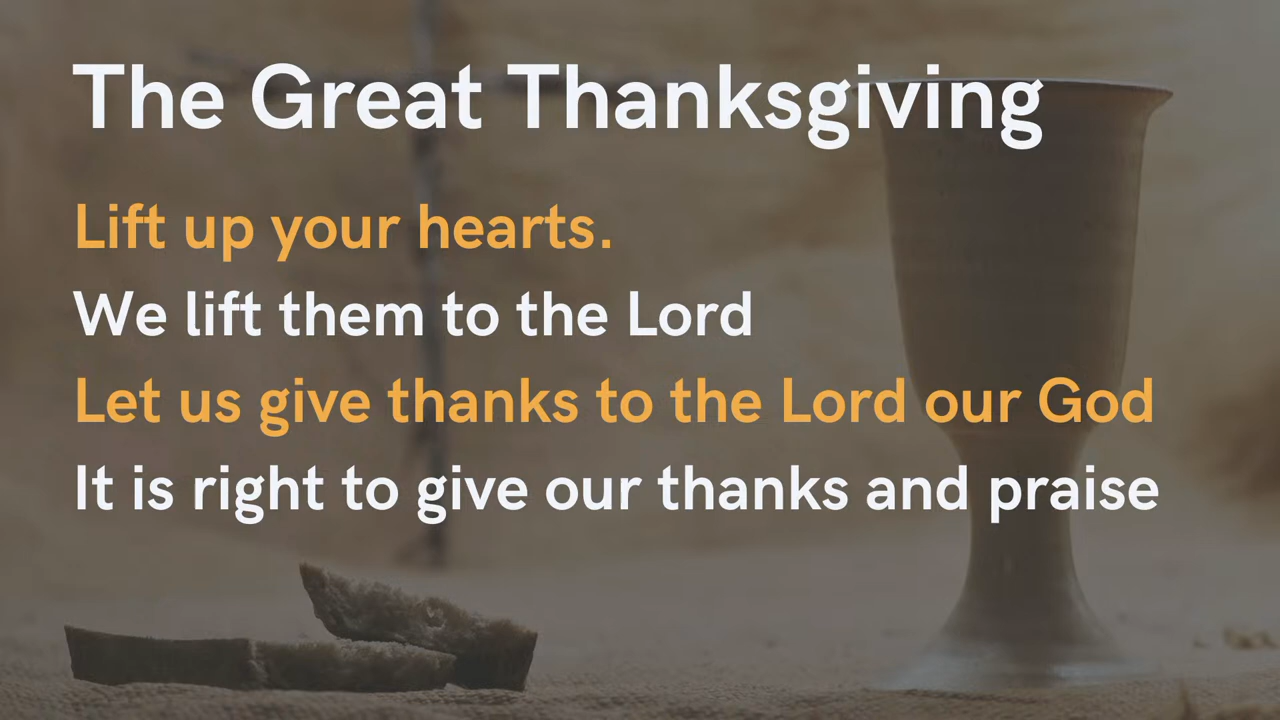 The Great Thanksgiving
Lift up your hearts.
We lift them to the Lord
Let us give thanks to the Lord our God
It is right to give our thanks and praise